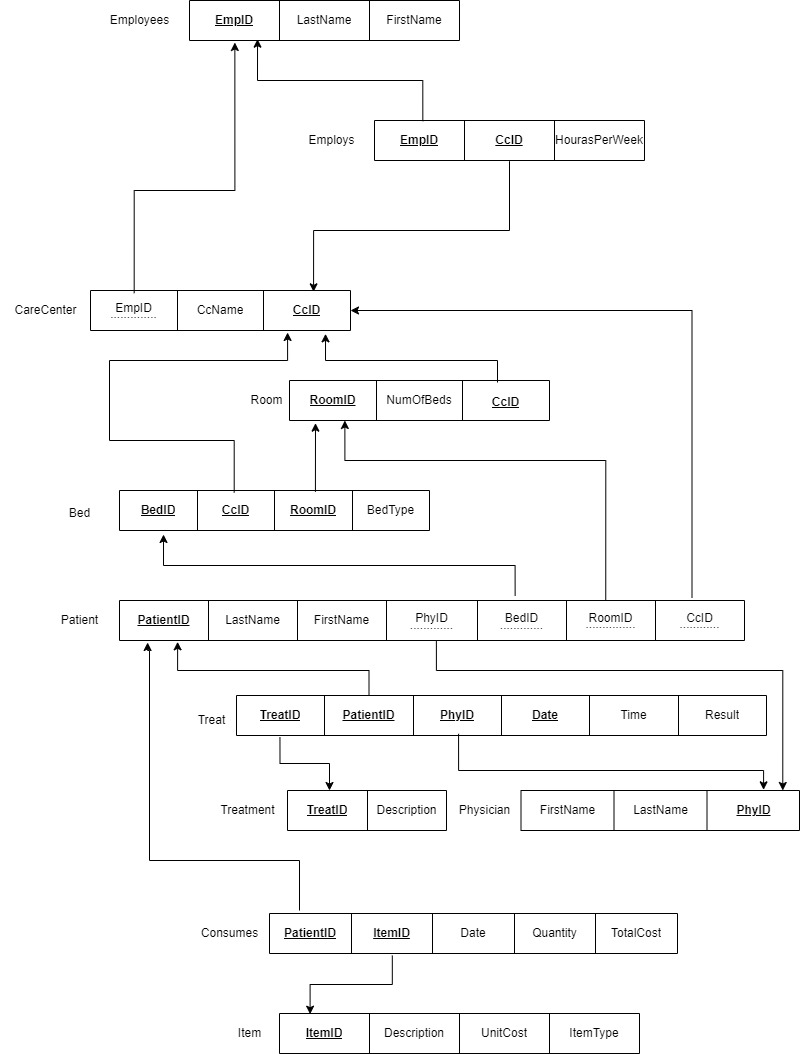 Employees EmpID LastName FirstName
Employs EmpID CcID HourasPerWeek
CareCenter EmpID CcName CcID
Room RoomID NumOfBeds CcID
Bed BedID CcID RoomID BedType
Patient PatientID LastName FirstName PhyID BedID RoomID CcID
Treat TreatID PatientID PhyID Date Time Result
Treatment TreatID Description Physician FirstName LastName PhyID
Consumes PatientID ItemID Date Quantity TotalCost
Item ItemID Description UnitCost ItemType